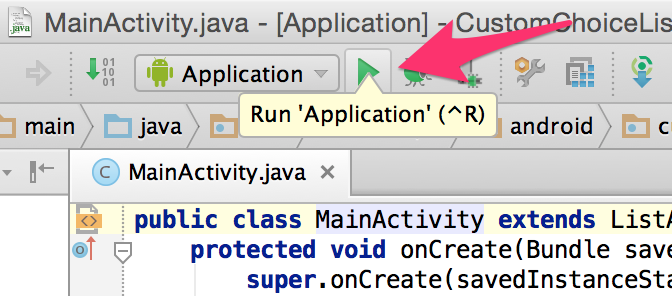 MainActivity.java - [Application] - CustomChoiceLis
Application
Run 'Application' (^R)
main java android c
MainActivity.java
public class MainActivity extends ListA
protected void onCreate(Bundle save
super.onCreate(savedInstanceSta